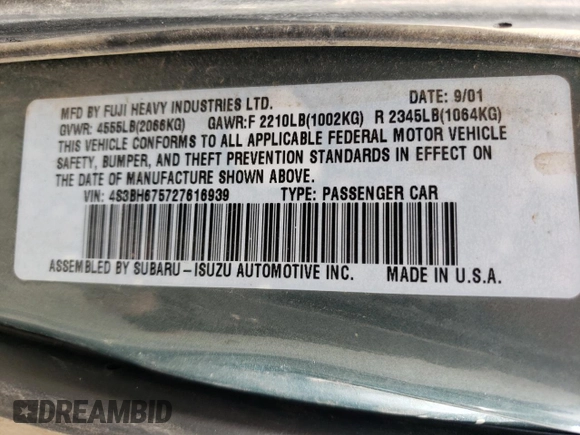 MFD BY FUJI HEAVY INDUSTRIES LTD. DATE: 9/01
GVWR: 4555LB(2066KG) GAWR:F 2210LB(1002KG) R 2345LB(1064KG)
THIS VEHICLE CONFORMS TO ALL APPLICABLE FEDERAL MOTOR VEHICLE
SAFETY, BUMPER, AND THEFT PREVENTION STANDARDS IN EFFECT ON
THE DATE OF MANUFACTURE SHOWN ABOVE.
VIN: 4S3BH675727616939 TYPE: PASSENGER CAR
ASSEMBLED BY SUBARU-ISUZU AUTOMOTIVE INC. MADE IN U.S.A.
DREAMBID